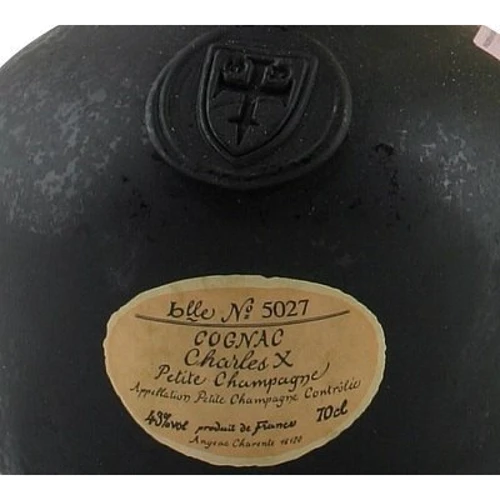 blle Nº 5027
COGNAC
Charles X
Petite Champagne
Appellation Petite Champagne Contrôlée
43%vol produit de France 70cl
Angeac Charente 16120